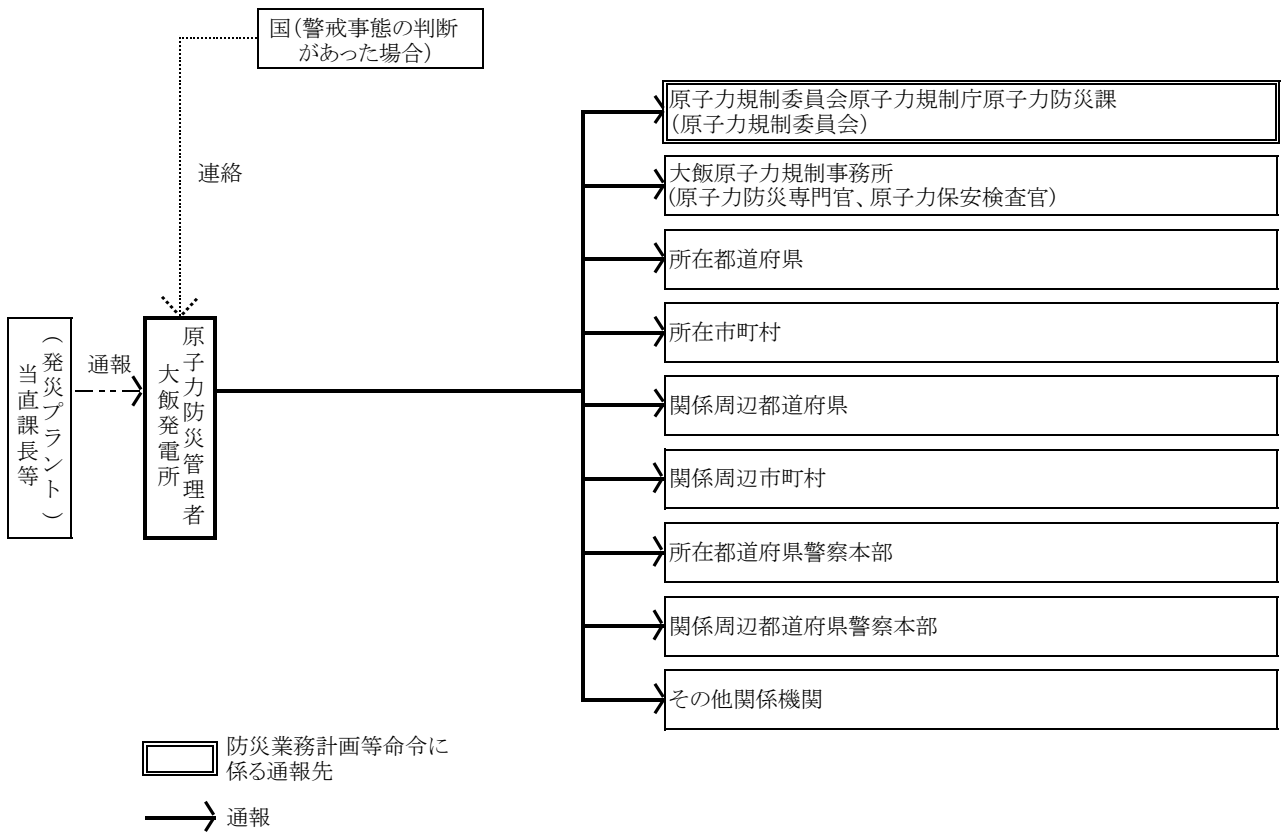 国(警戒事態の判断
があった場合)
連絡
(発災プラント)
当直課長等
通報
原子力防災管理者
大飯発電所
原子力規制委員会原子力規制庁原子力防災課
(原子力規制委員会)
大飯原子力規制事務所
(原子力防災専門官、原子力保安検査官)
所在都道府県
所在市町村
関係周辺都道府県
関係周辺市町村
所在都道府県警察本部
関係周辺都道府県警察本部
その他関係機関
防災業務計画等命令に
係る通報先
通報